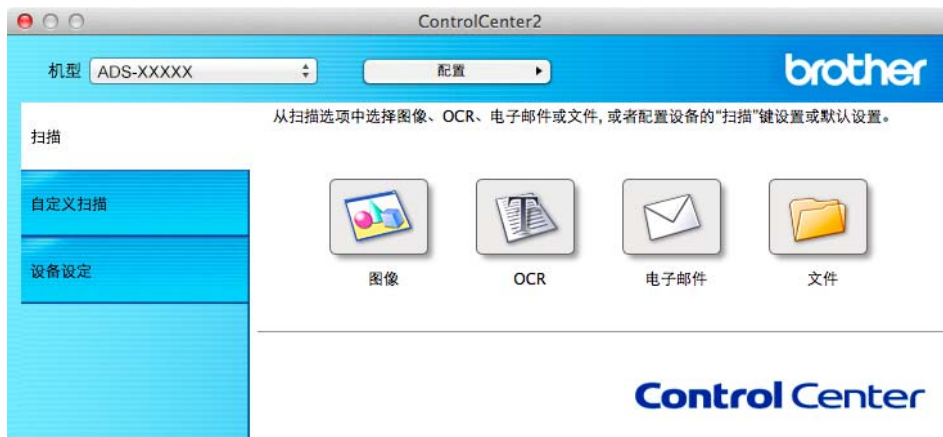 ControlCenter2
机型 ADS-XXXXX 配置 brother
从扫描选项中选择图像、OCR、电子邮件或文件, 或者配置设备的“扫描”键设置或默认设置。
扫描
自定义扫描
设备设定
图像 OCR 电子邮件 文件
Control Center